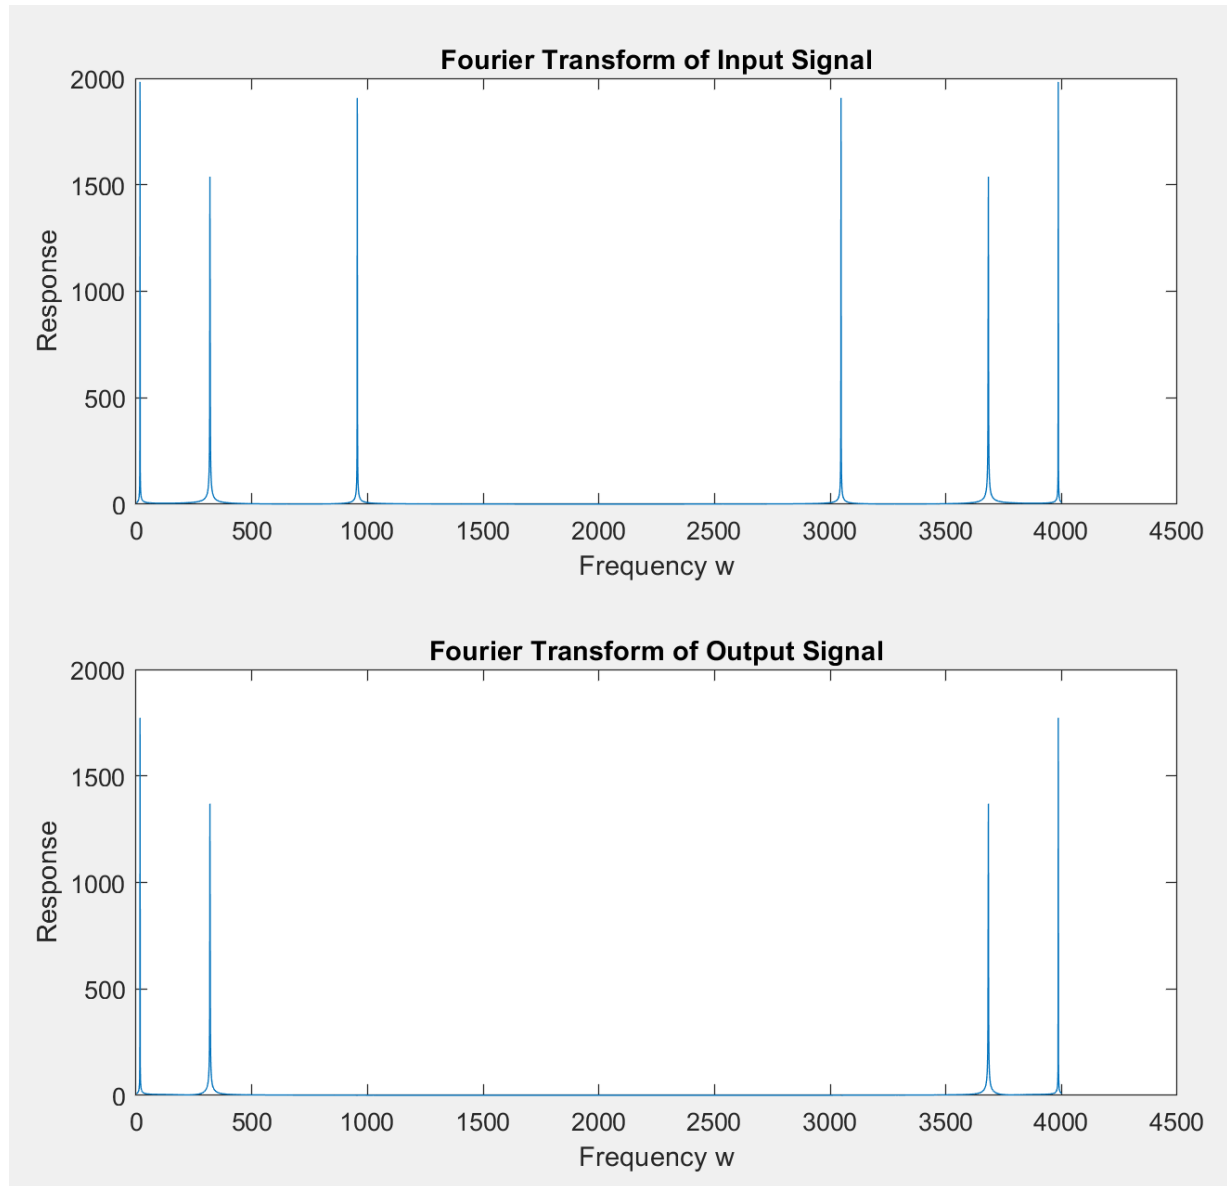 Fourier Transform of Input Signal
2000
1500
1000
500
0
Response
0 500 1000 1500 2000 2500 3000 3500 4000 4500
Frequency w
Fourier Transform of Output Signal
2000
1500
1000
500
0
Response
0 500 1000 1500 2000 2500 3000 3500 4000 4500
Frequency w